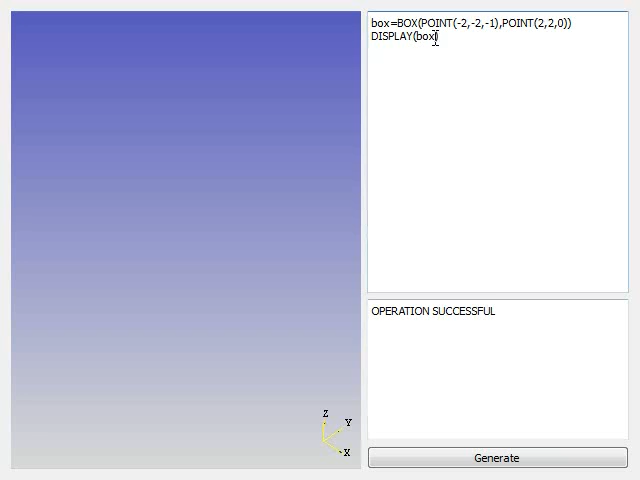 box=BOX(POINT(-2,-2,-1),POINT(2,2,0))
DISPLAY(box)
OPERATION SUCCESSFUL
Z
Y
X
Generate